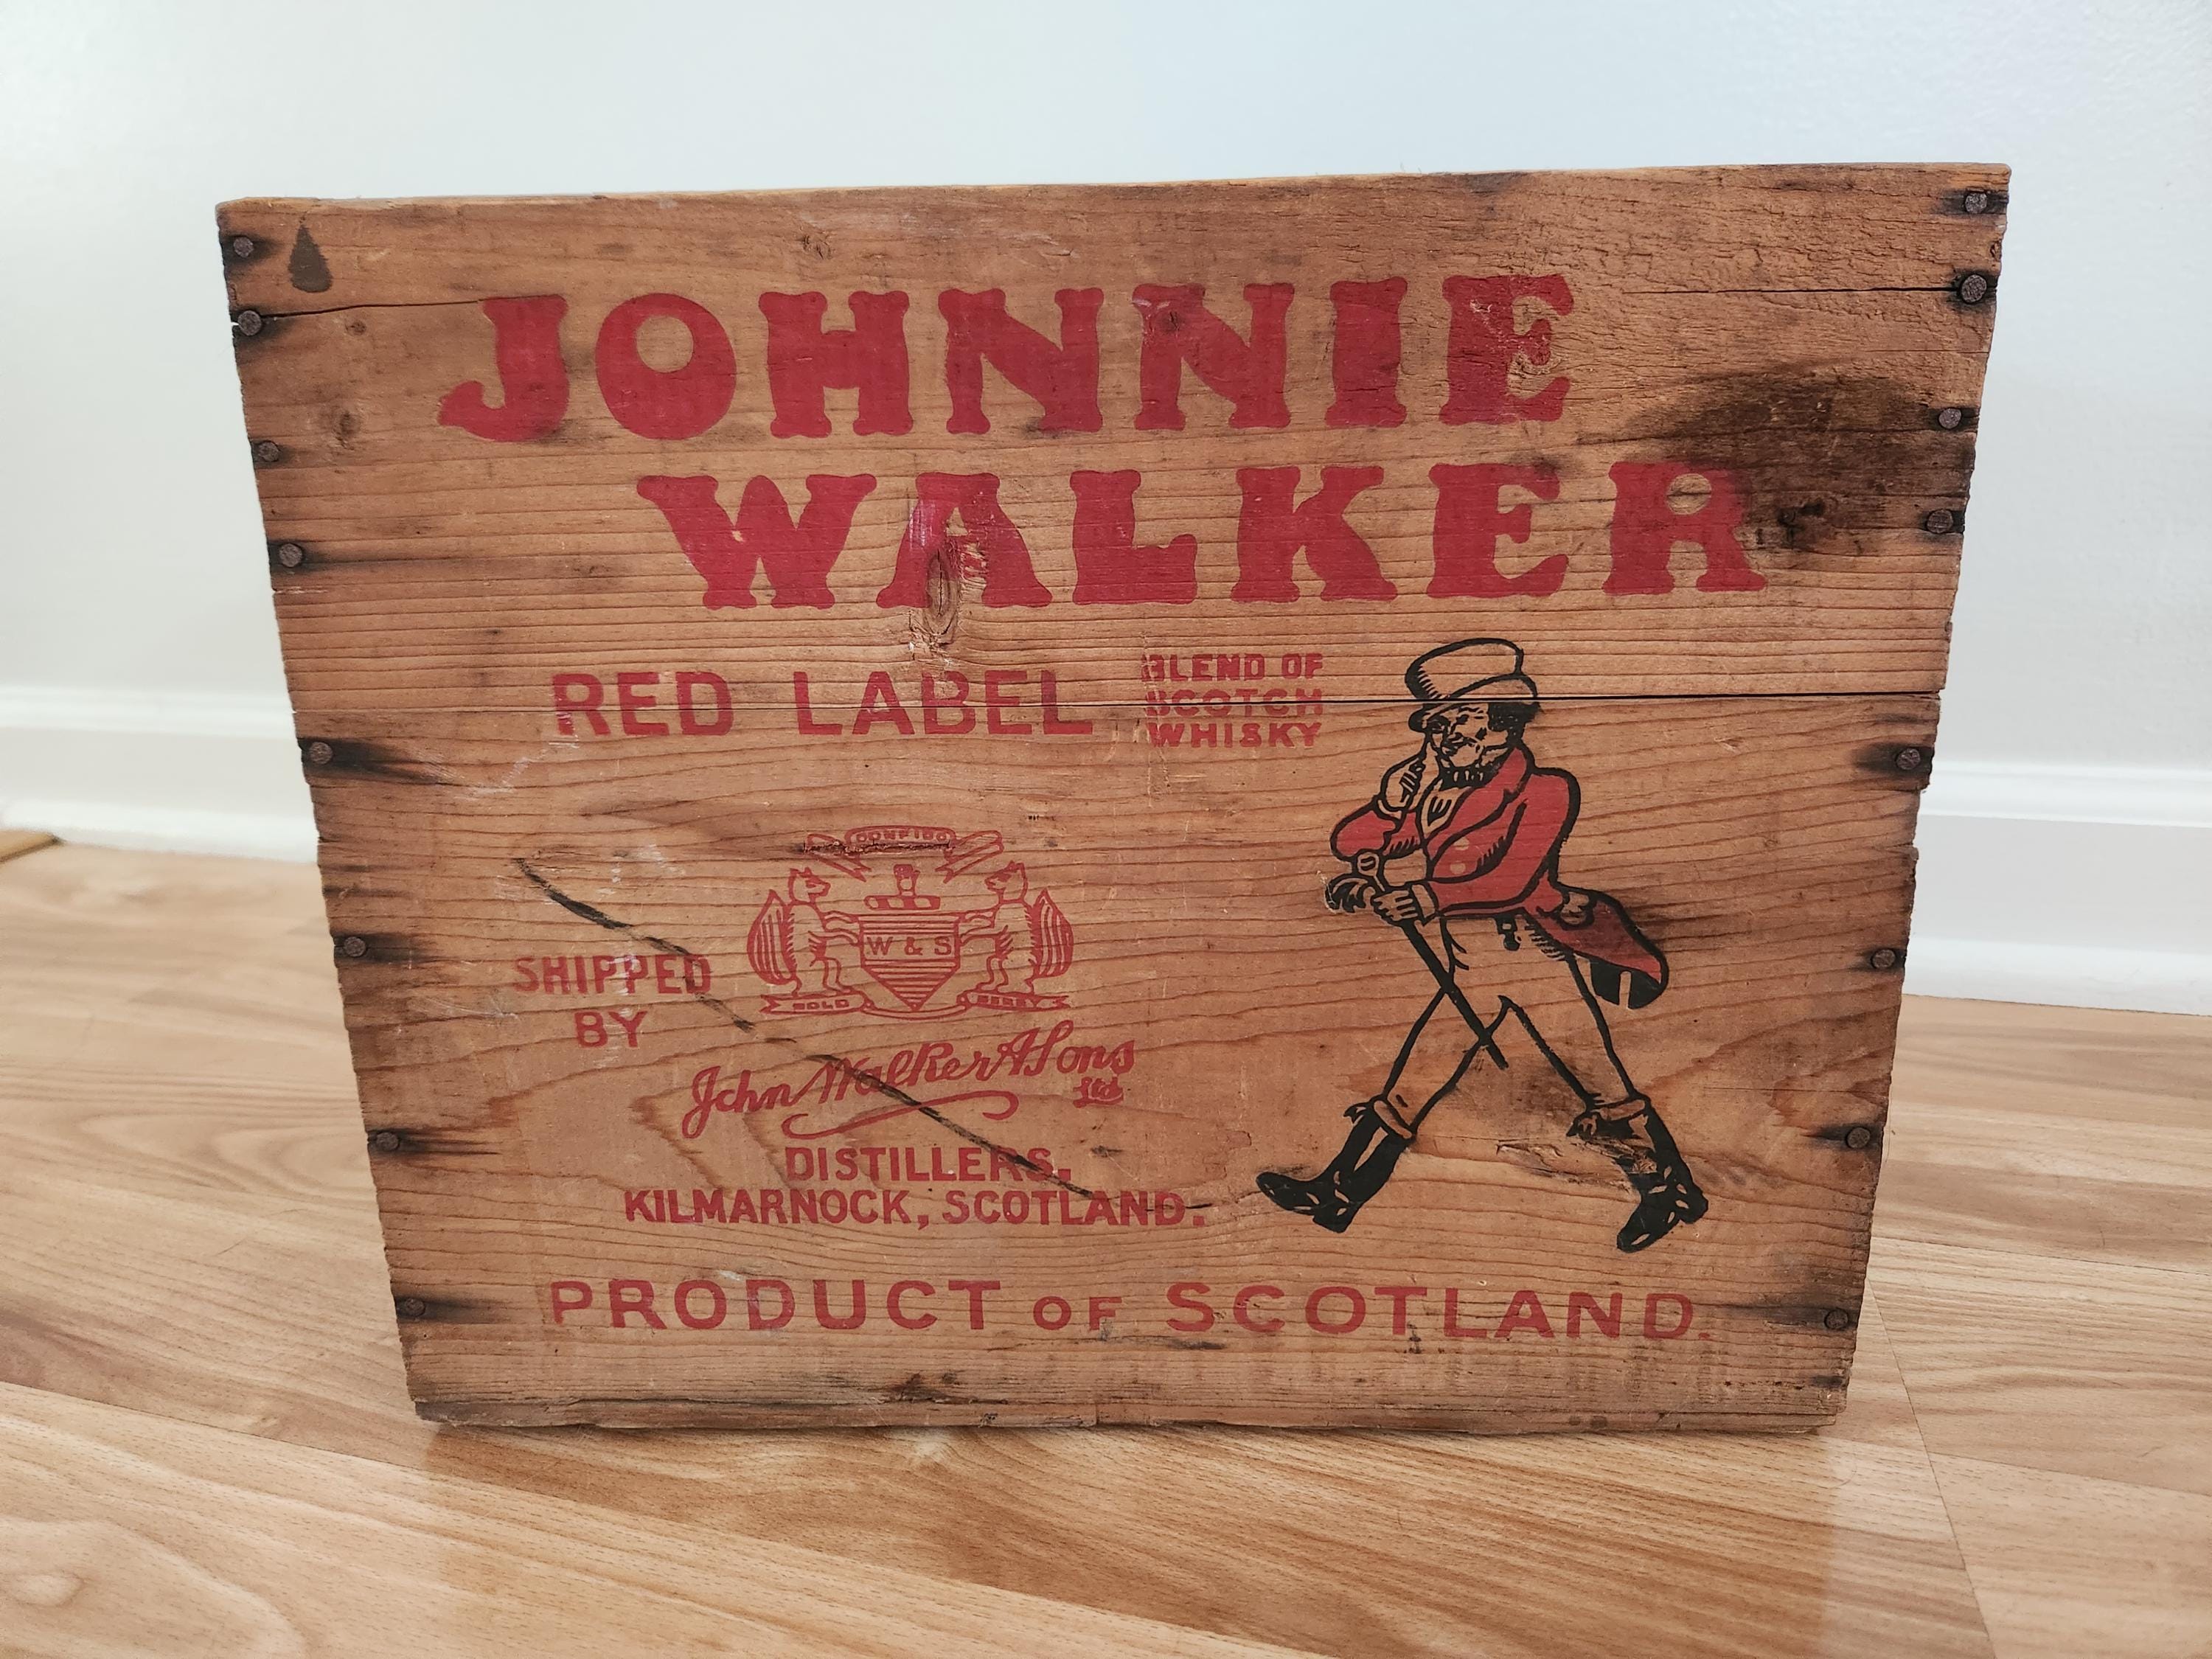 JOHNNIE
WALKER
RED LABEL
BLEND OF
SCOTCH
WHISKY
CONFIDO
W & S
SHIPPED
BY
John Walker & Sons
Ltd
DISTILLERS.
KILMARNOCK, SCOTLAND.
PRODUCT OF SCOTLAND.